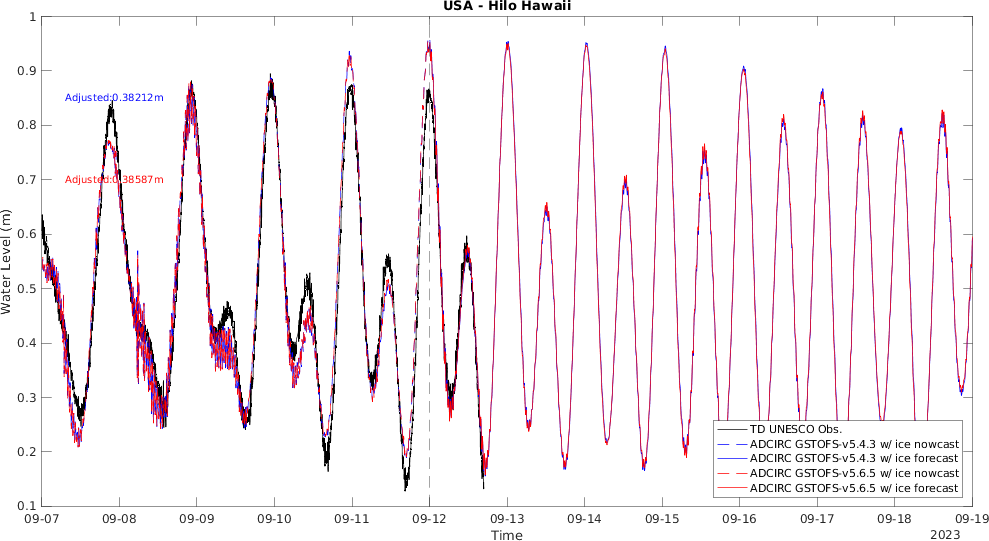 USA - Hilo Hawaii
1
0.9
0.8
0.7
0.6
0.5
0.4
0.3
0.2
0.1
Water Level (m)
Adjusted:0.38212m
Adjusted:0.38587m
TD UNESCO Obs.
ADCIRC GSTOFS-v5.4.3 w/ ice nowcast
ADCIRC GSTOFS-v5.4.3 w/ ice forecast
ADCIRC GSTOFS-v5.6.5 w/ ice nowcast
ADCIRC GSTOFS-v5.6.5 w/ ice forecast
09-07 09-08 09-09 09-10 09-11 09-12 09-13 09-14 09-15 09-16 09-17 09-18 09-19
Time
2023